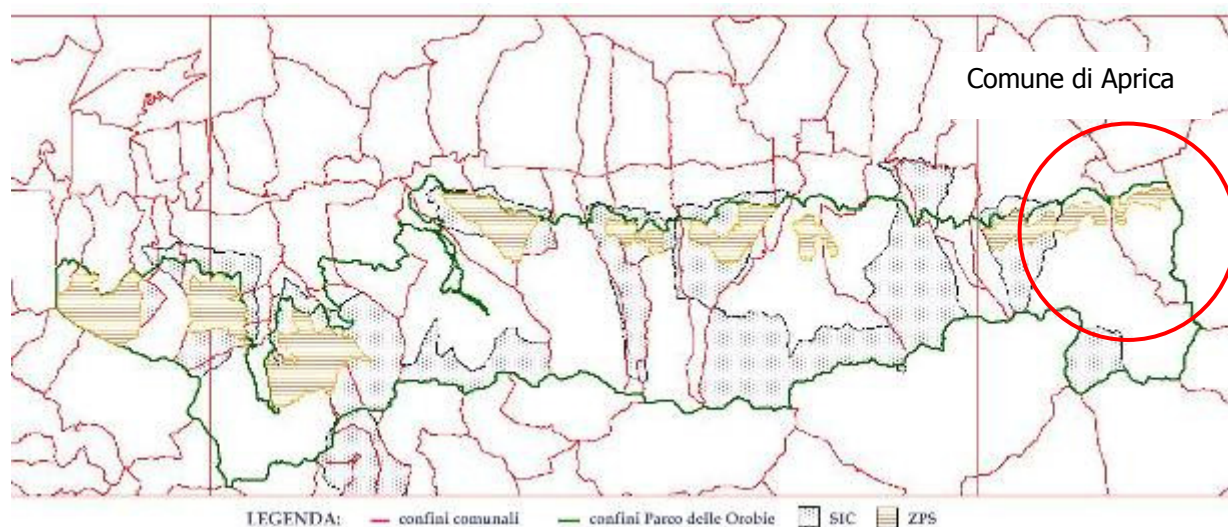 Comune di Aprica
LEGENDA: confini comunali confini Parco delle Orobie SIC ZPS